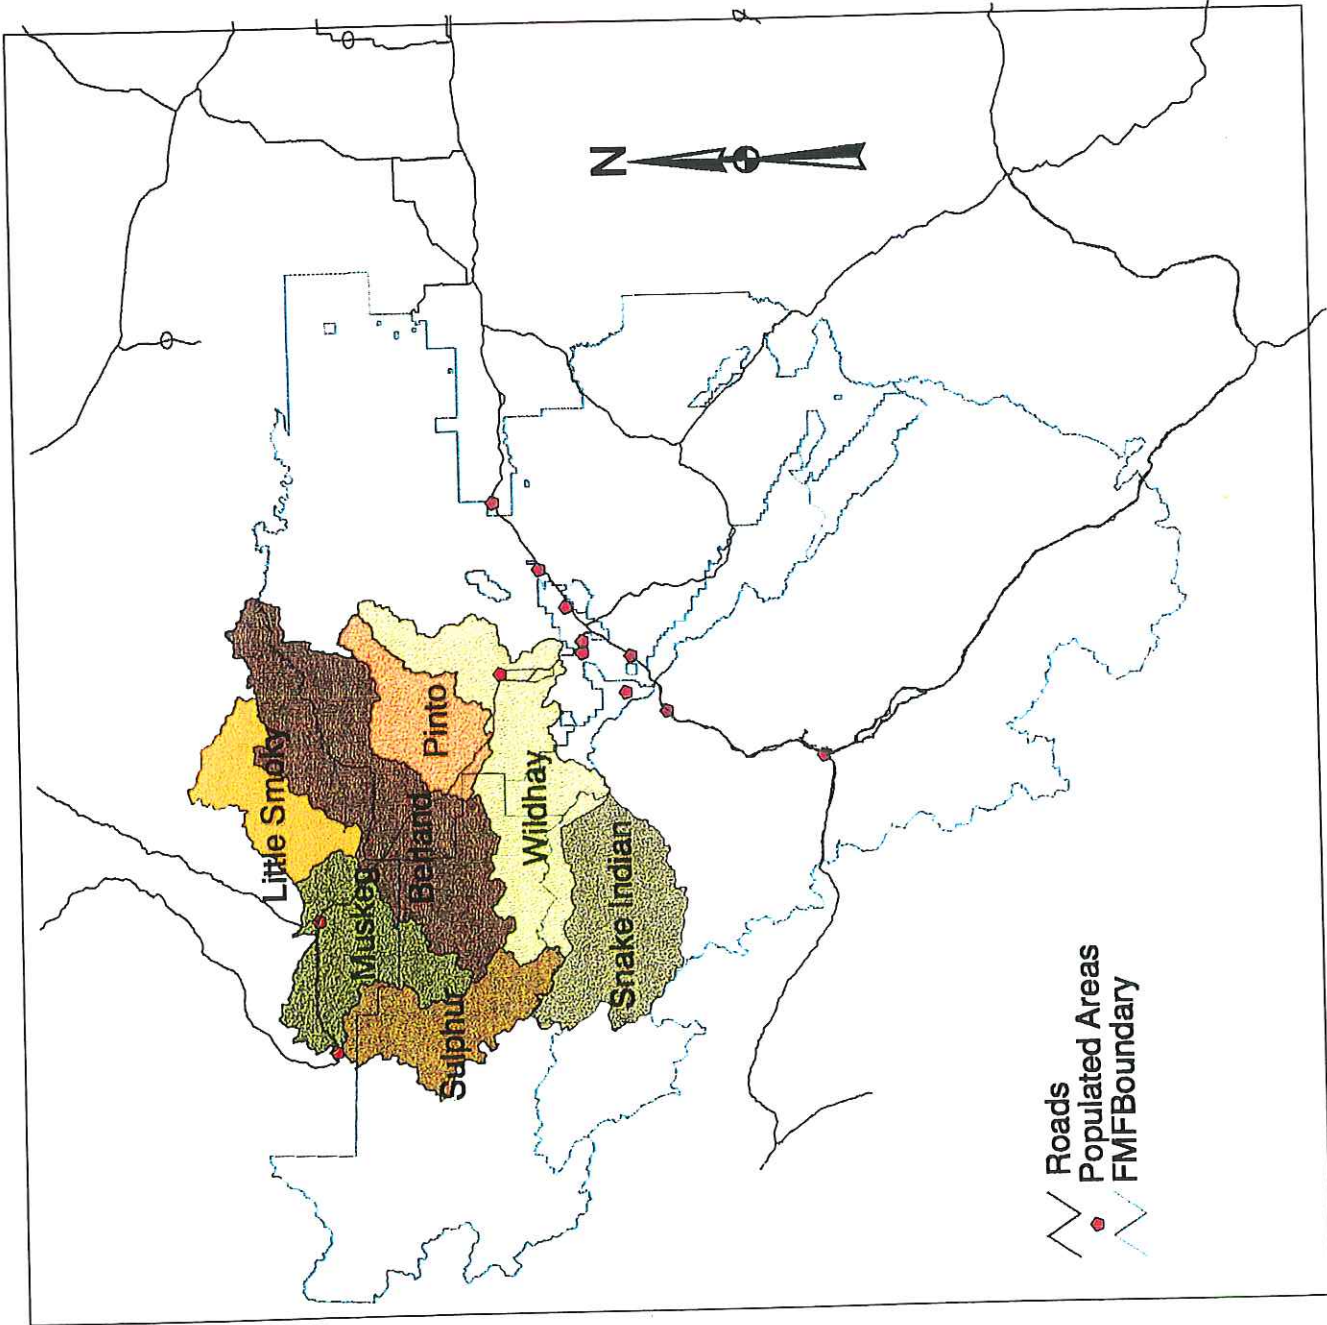 N
Little Smoky
Muskeg
Berland
Pinto
Wildhay
Sulphur
Snake Indian
Roads
Populated Areas
FMFBoundary